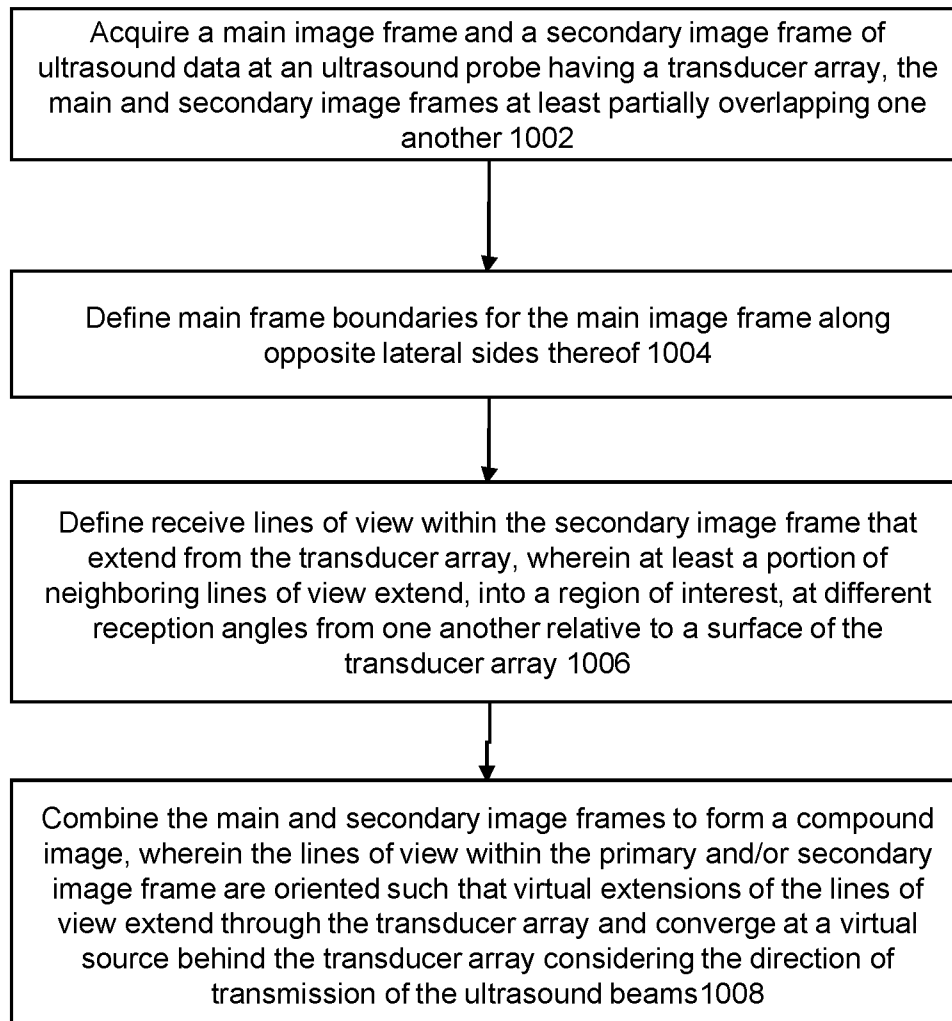 Acquire a main image frame and a secondary image frame of
ultrasound data at an ultrasound probe having a transducer array, the
main and secondary image frames at least partially overlapping one
another 1002
Define main frame boundaries for the main image frame along
opposite lateral sides thereof 1004
Define receive lines of view within the secondary image frame that
extend from the transducer array, wherein at least a portion of
neighboring lines of view extend, into a region of interest, at different
reception angles from one another relative to a surface of the
transducer array 1006
Combine the main and secondary image frames to form a compound
image, wherein the lines of view within the primary and/or secondary
image frame are oriented such that virtual extensions of the lines of
view extend through the transducer array and converge at a virtual
source behind the transducer array considering the direction of
transmission of the ultrasound beams1008